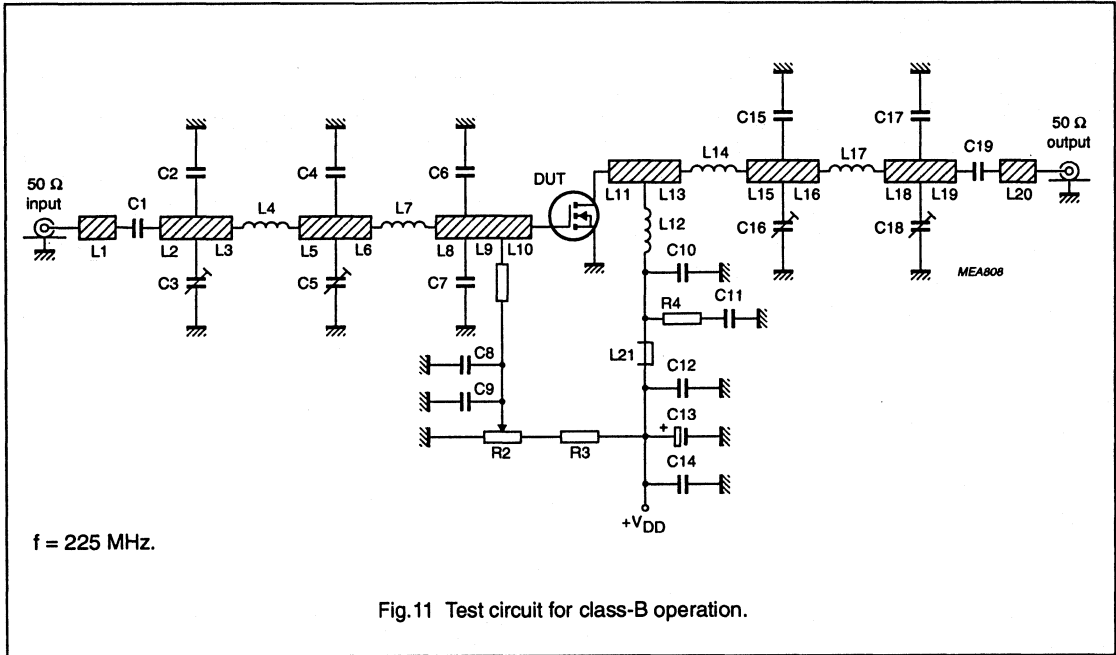 C15
C17
50 Ω
output
C2
C4
C6
L14
L17
C19
DUT
50 Ω
input
C1
L4
L7
L11
L13
L15
L16
L18
L19
L20
L1
L2
L3
L5
L6
L8
L9
L10
L12
C16
C18
C3
C5
C7
C10
MEA808
R4
C11
L21
C8
C12
C9
+
C13
R2
R3
C14
+VDD
f = 225 MHz.
Fig.11 Test circuit for class-B operation.